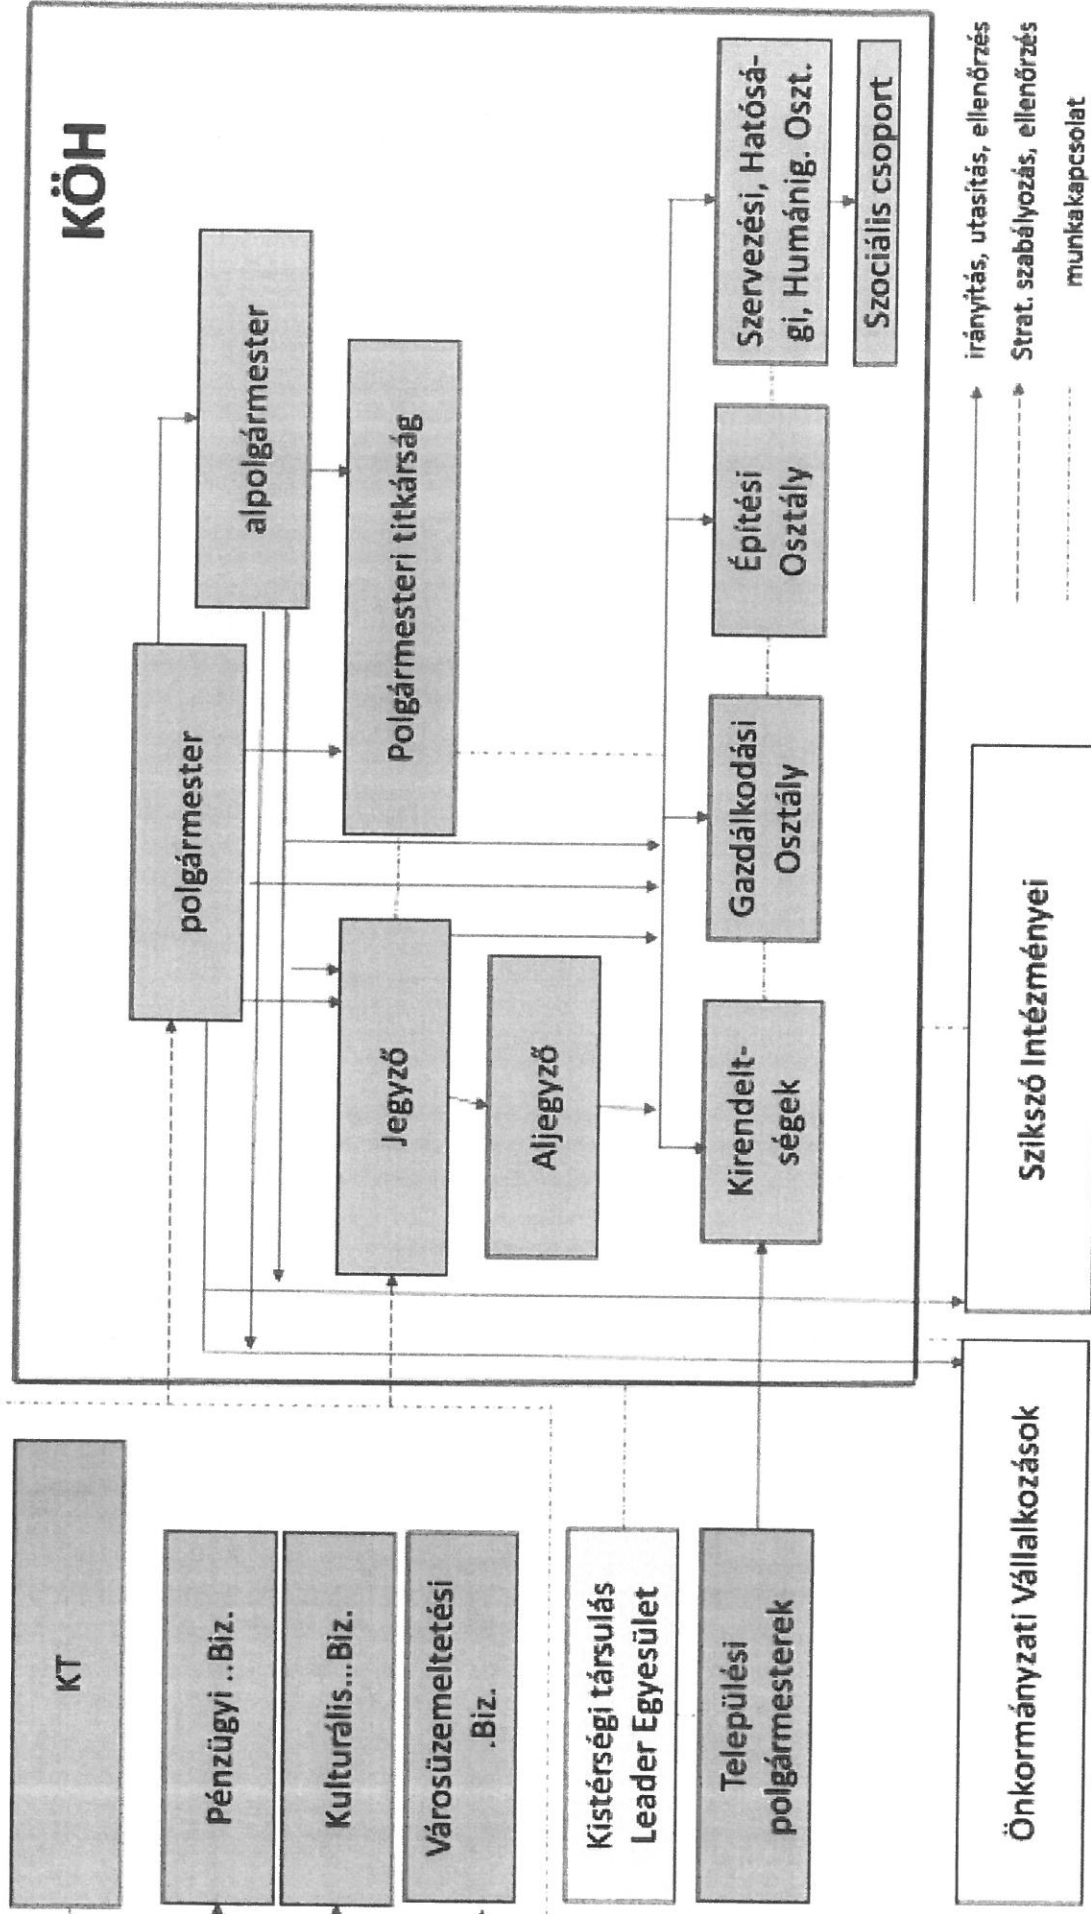 KÖH
KT
Pénzügyi ..Biz.
Kulturális...Biz.
Városüzemeltetési
.Biz.
Kistérségi társulás
Leader Egyesület
Települési
polgármesterek
Önkormányzati Vállalkozások
polgármester
alpolgármester
Jegyző
Polgármesteri titkárság
Aljegyző
Kirendelt-
ségek
Gazdálkodási
Osztály
Építési
Osztály
Szervezési, Hatósá-
gi, Humánig. Oszt.
Szociális csoport
Szikszó Intézményei
irányítás, utasítás, ellenőrzés
Strat. szabályozás, ellenőrzés
munkakapcsolat